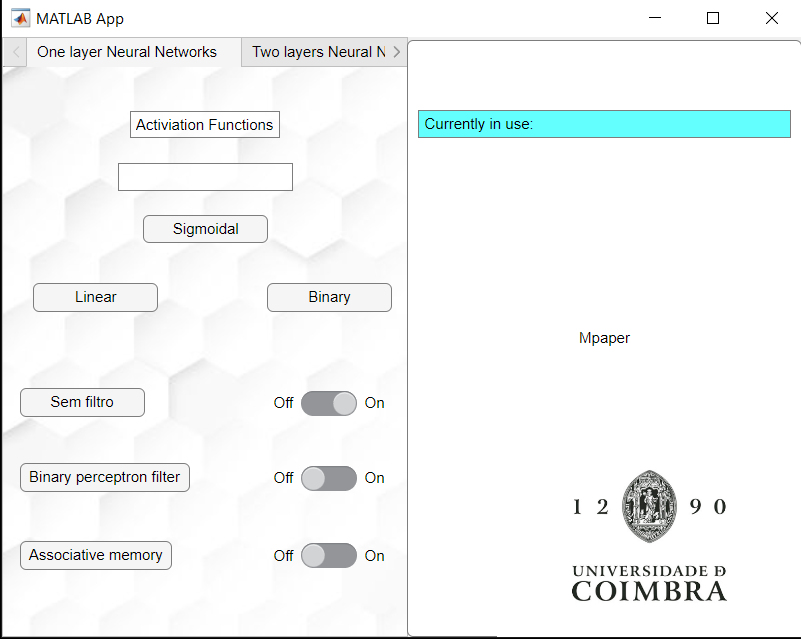 MATLAB App
One layer Neural Networks
Two layers Neural N
Activiation Functions
Sigmoidal
Linear
Binary
Sem filtro
Off
On
Binary perceptron filter
Off
On
Associative memory
Off
On
Currently in use:
Mpaper
1 2 9 0
UNIVERSIDADE Ð
COIMBRA